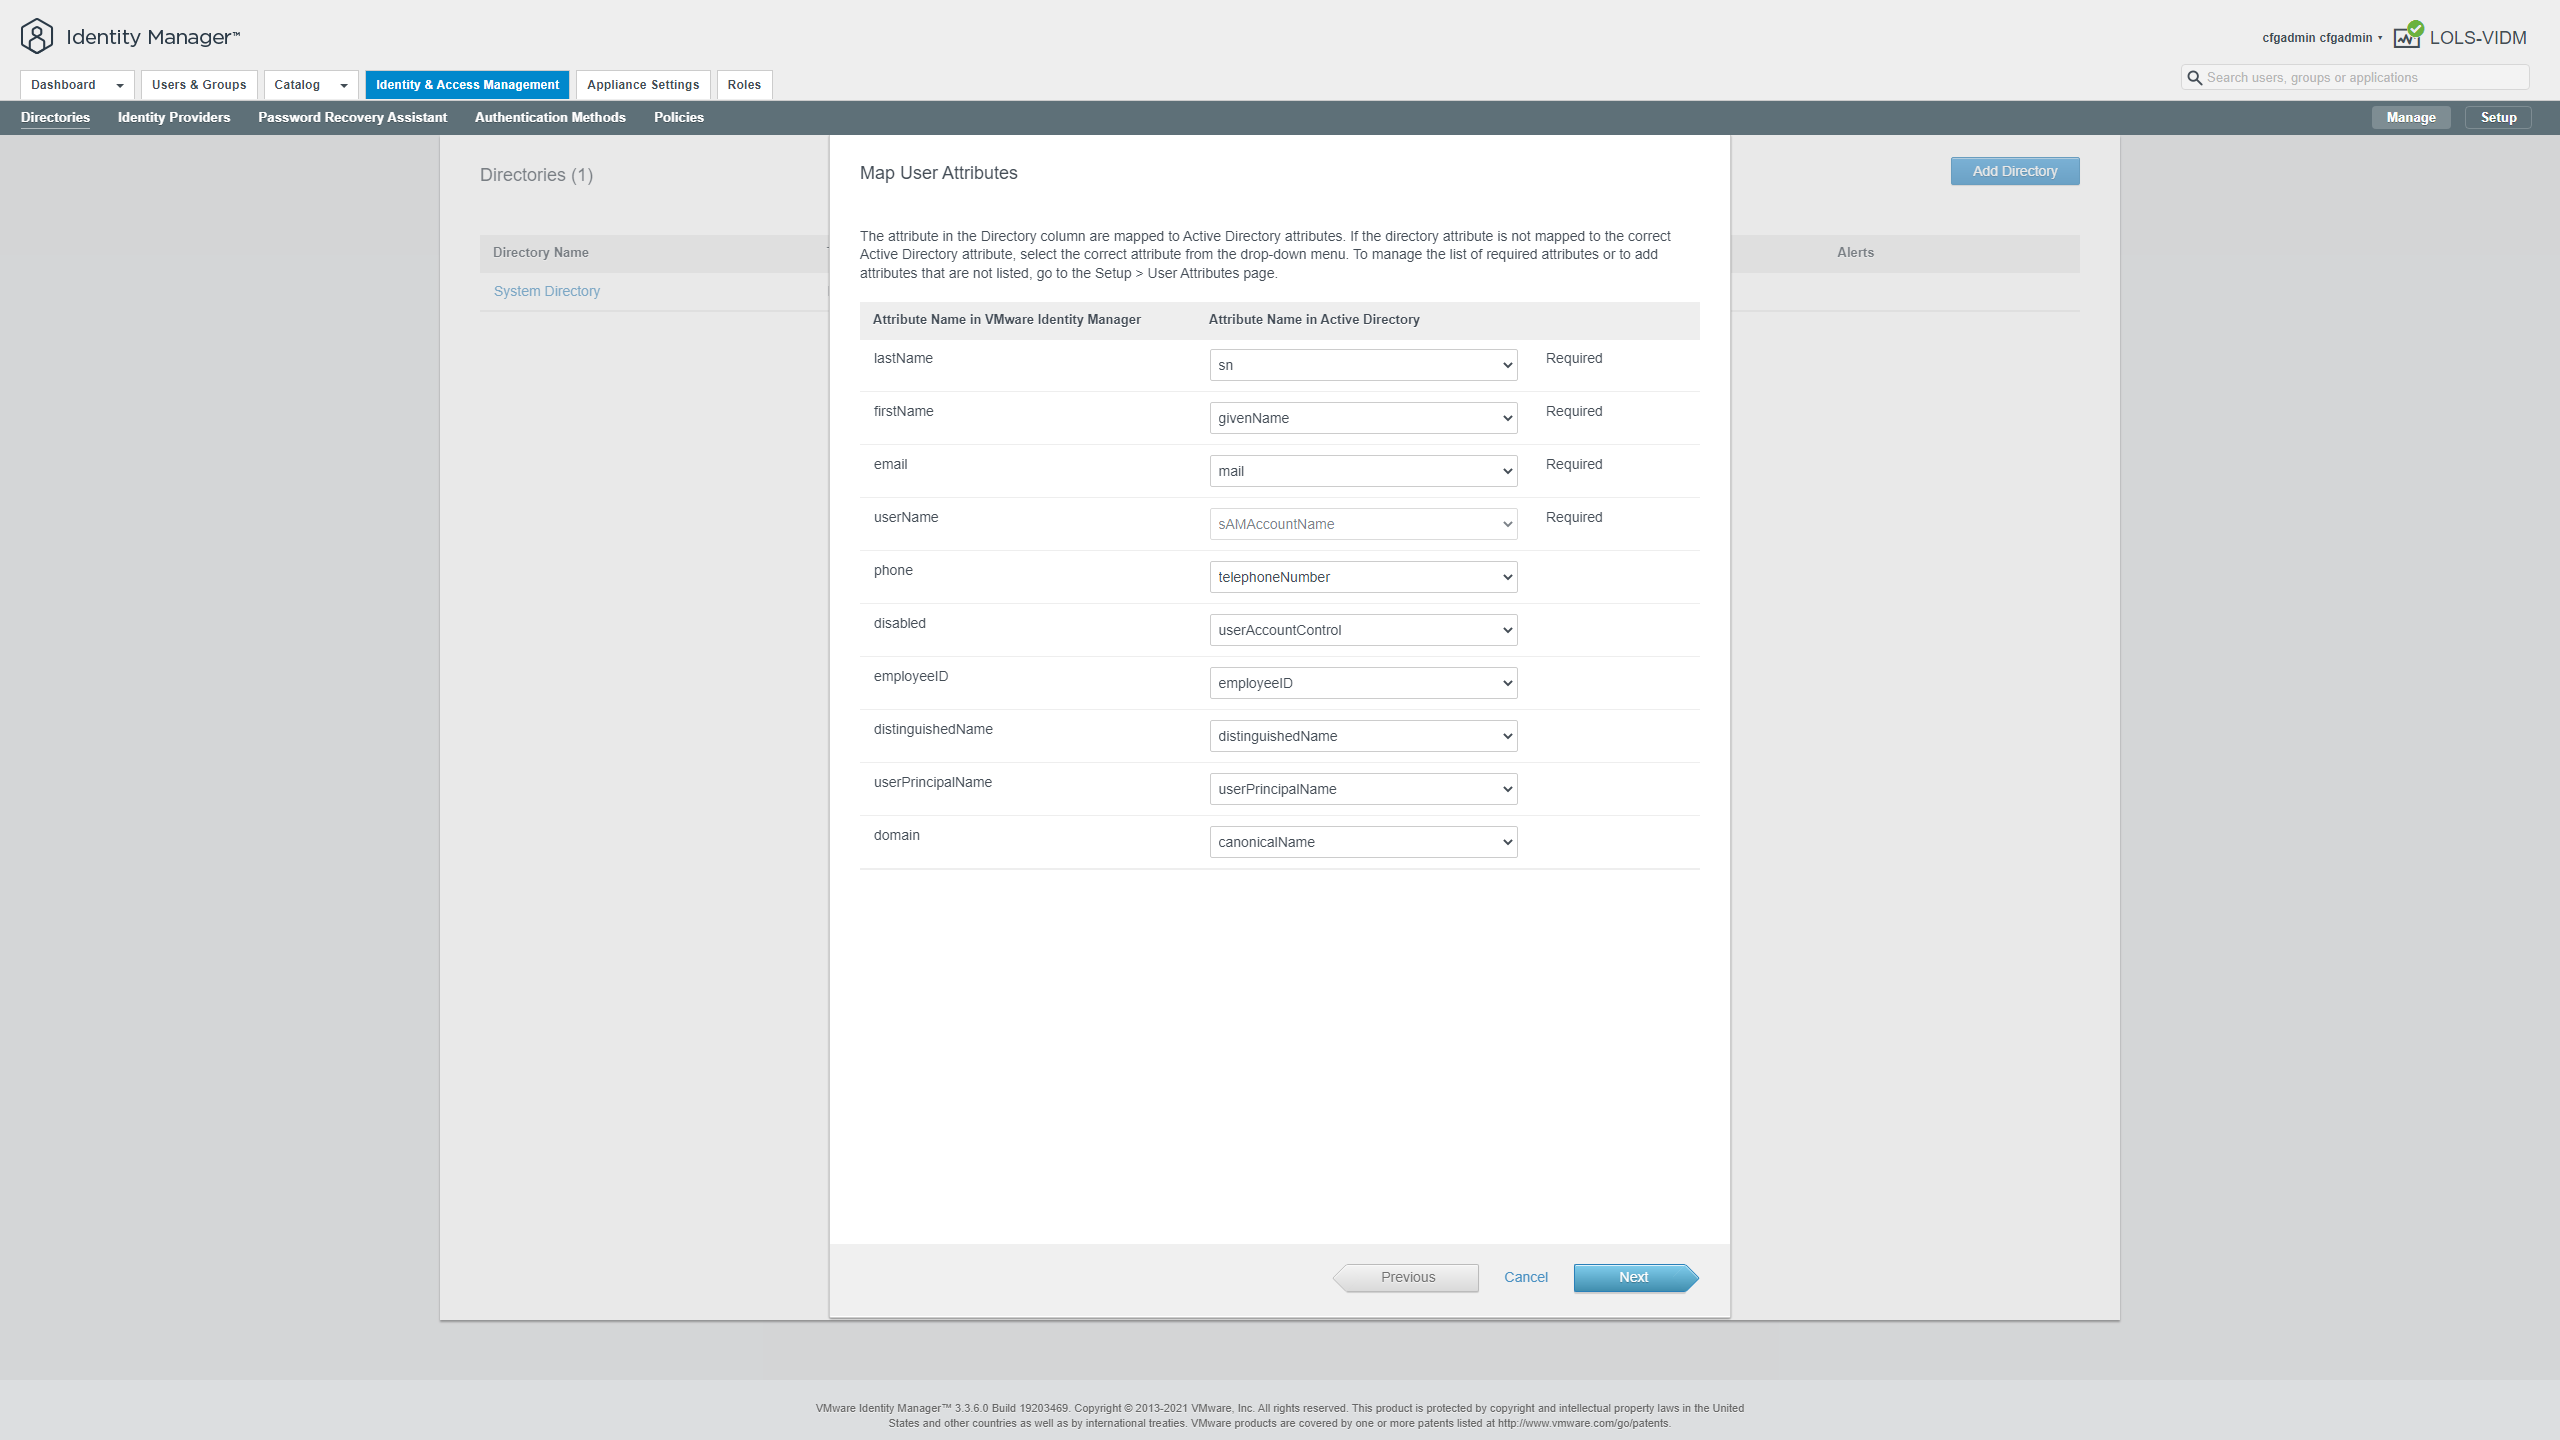 Identity Manager™
cfgadmin cfgadmin
LOLS-VIDM
Dashboard
Users & Groups
Catalog
Identity & Access Management
Appliance Settings
Roles
Search users, groups or applications
Directories
Identity Providers
Password Recovery Assistant
Authentication Methods
Policies
Manage
Setup
Directories (1)
Add Directory
Directory Name
Alerts
System Directory
Map User Attributes
The attribute in the Directory column are mapped to Active Directory attributes. If the directory attribute is not mapped to the correct
Active Directory attribute, select the correct attribute from the drop-down menu. To manage the list of required attributes or to add
attributes that are not listed, go to the Setup > User Attributes page.
Attribute Name in VMware Identity Manager
Attribute Name in Active Directory
lastName
sn
Required
firstName
givenName
Required
email
mail
Required
userName
sAMAccountName
Required
phone
telephoneNumber
disabled
userAccountControl
employeeID
employeeID
distinguishedName
distinguishedName
userPrincipalName
userPrincipalName
domain
canonicalName
Previous
Cancel
Next
VMware Identity Manager™ 3.3.6.0 Build 19203469. Copyright © 2013-2021 VMware, Inc. All rights reserved. This product is protected by copyright and intellectual property laws in the United
States and other countries as well as by international treaties. VMware products are covered by one or more patents listed at http://www.vmware.com/go/patents.